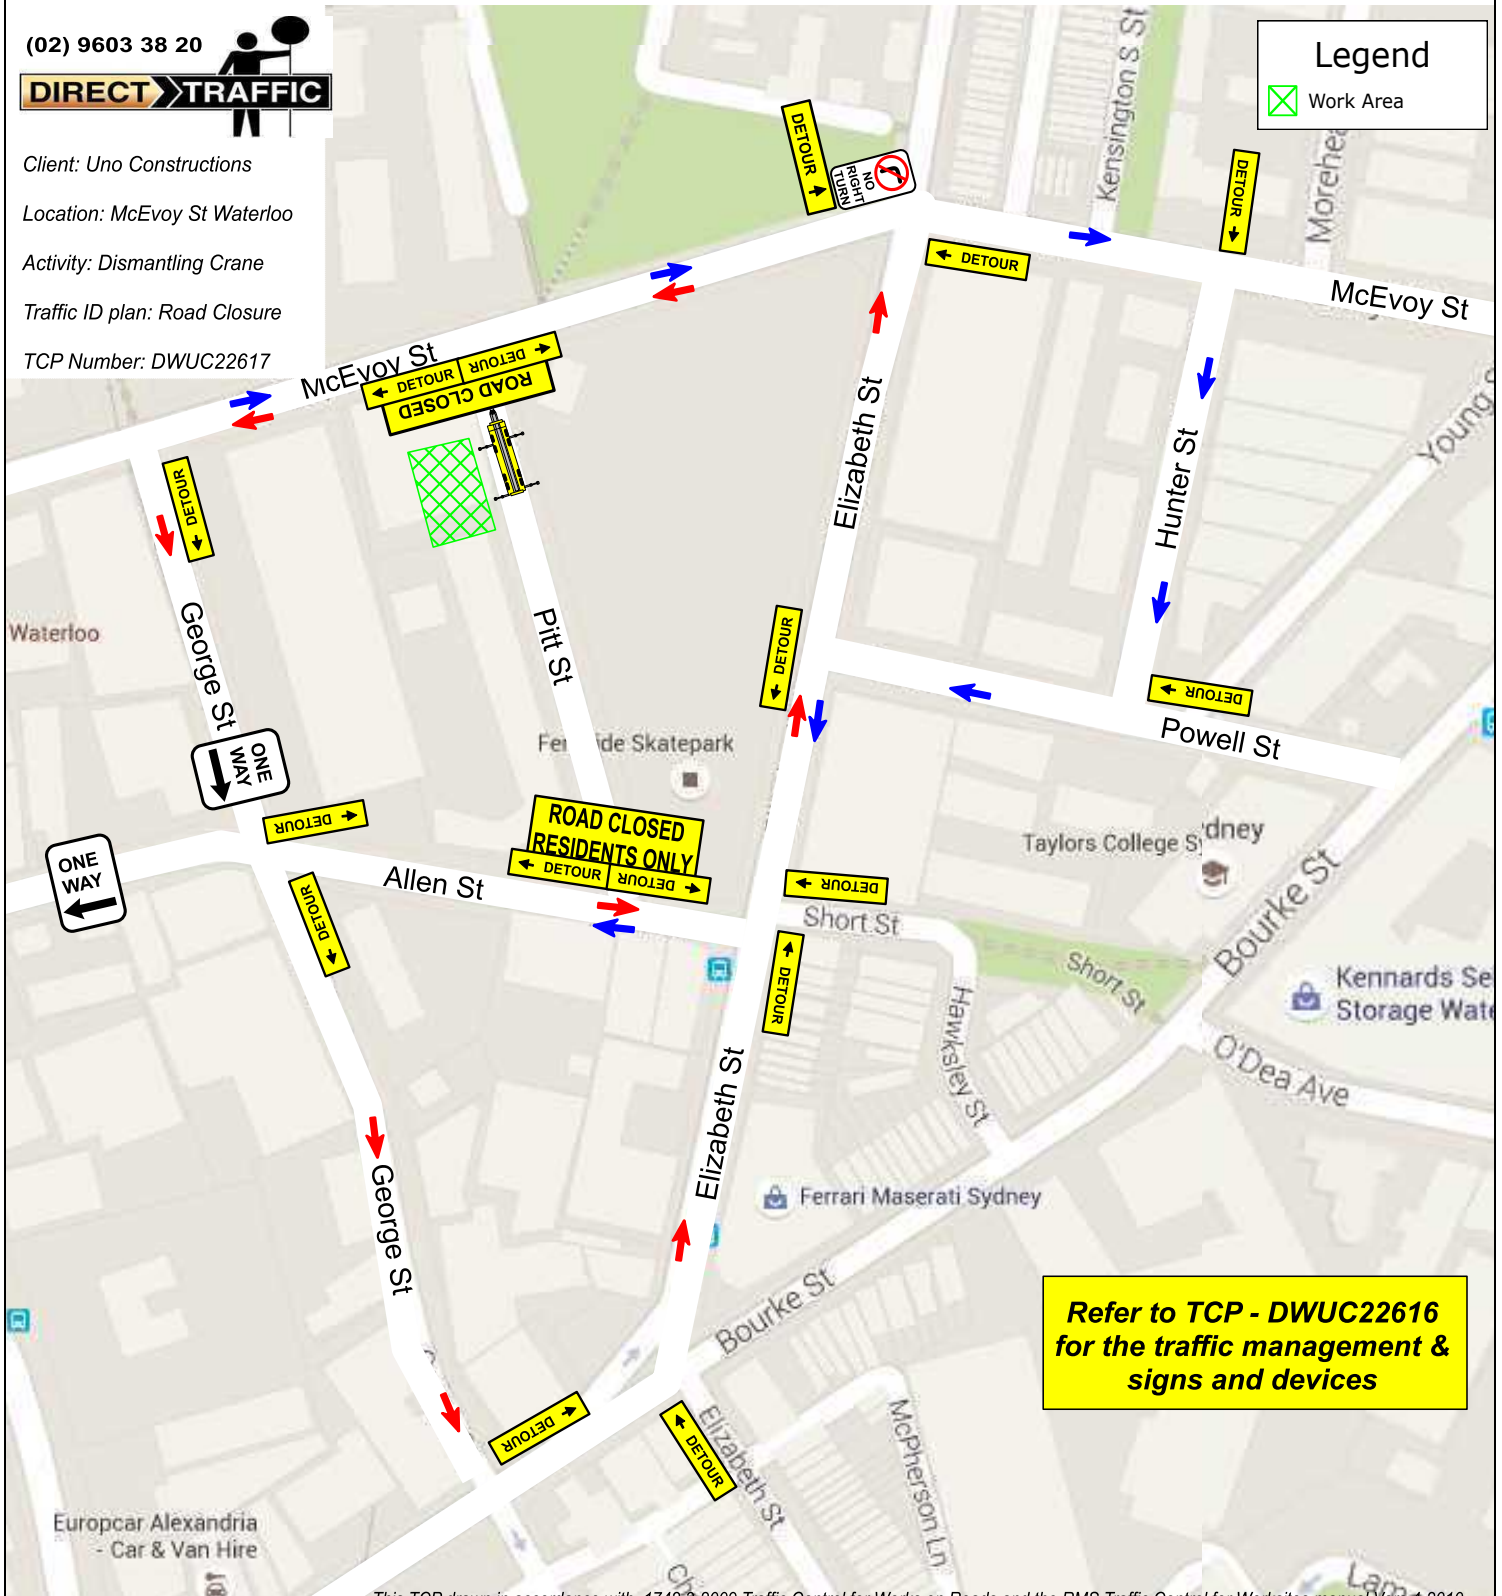 (02) 9603 38 20
DIRECT TRAFFIC
Client: Uno Constructions
Location: McEvoy St Waterloo
Activity: Dismantling Crane
Traffic ID plan: Road Closure
TCP Number: DWUC22617
Legend
Work Area
DETOUR
NO
RIGHT
TURN
Kensington S St
DETOUR
DETOUR
McEvoy St
McEvoy St
DETOUR
DETOUR
ROAD CLOSED
DETOUR
George St
Waterloo
Pitt St
Elizabeth St
Hunter St
Young
DETOUR
DETOUR
Powell St
ONE
WAY
ONE
WAY
DETOUR
Skatepark
ROAD CLOSED
RESIDENTS ONLY
DETOUR
DETOUR
Allen St
DETOUR
Short St
DETOUR
DETOUR
Taylors College
Bourke St
Short St
Hawksley St
Kennards Se
Storage Wate
O'Dea Ave
Elizabeth St
George St
Ferrari Maserati Sydney
Bourke St
Refer to TCP - DWUC22616
for the traffic management &
signs and devices
DETOUR
DETOUR
Elizabeth St
McPherson Ln
Europcar Alexandria
- Car & Van Hire